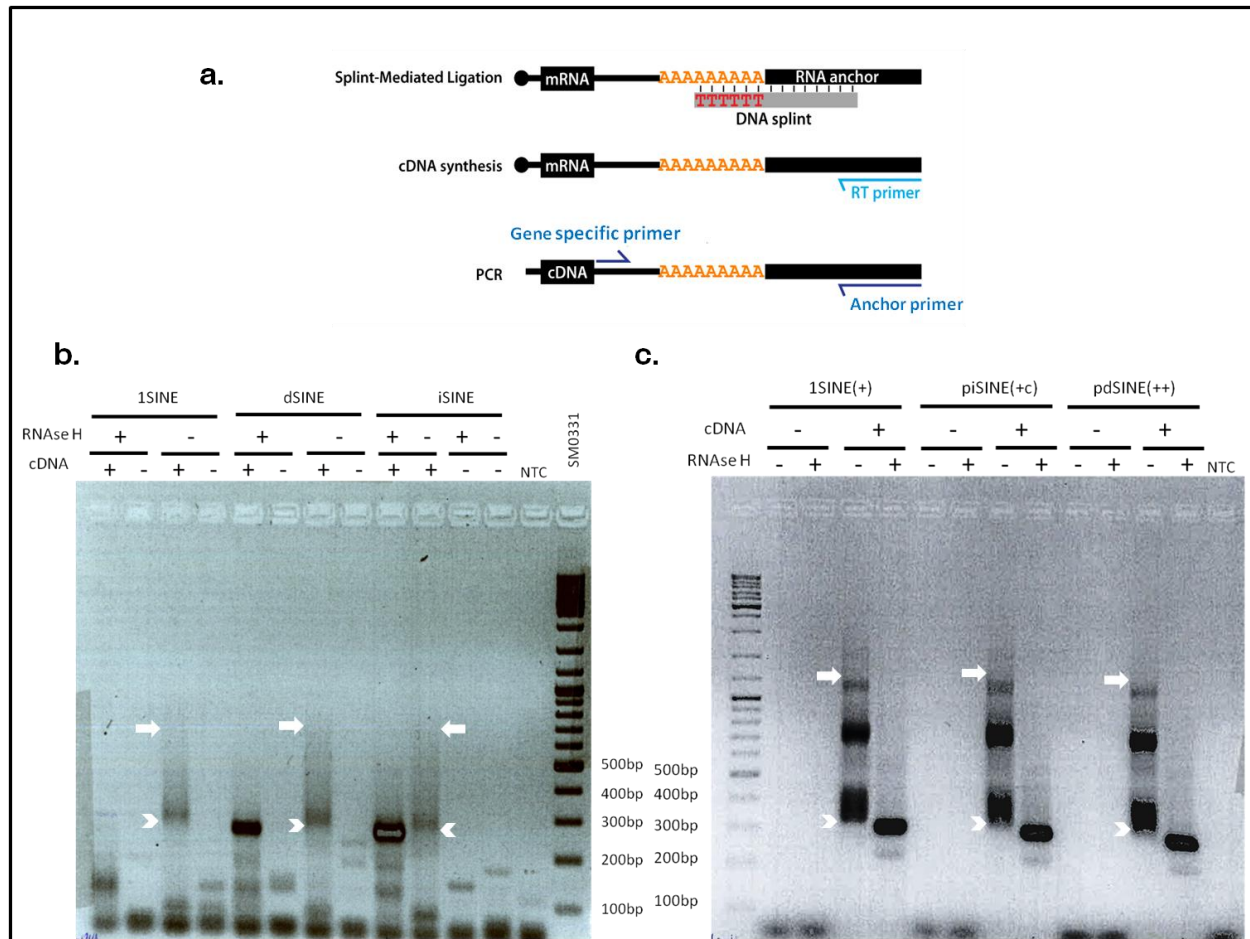 a.
Splint-Mediated Ligation
mRNA
AAAAAAAAA
RNA anchor
TTTTTT
DNA splint
cDNA synthesis
mRNA
AAAAAAAAA
RT primer
Gene specific primer
PCR
cDNA
AAAAAAAAA
Anchor primer
b.
1SINE dSINE iSINE
RNAse H + - + - + - + -
cDNA + - + - + - + - + + - - NTC
SM0331
500bp
400bp
300bp
200bp
100bp
c.
1SINE(+) piSINE(+c) pdSINE(++)
cDNA - + - + - +
RNAse H - + - + - + - + - + - + NTC
500bp
400bp
300bp
200bp
100bp